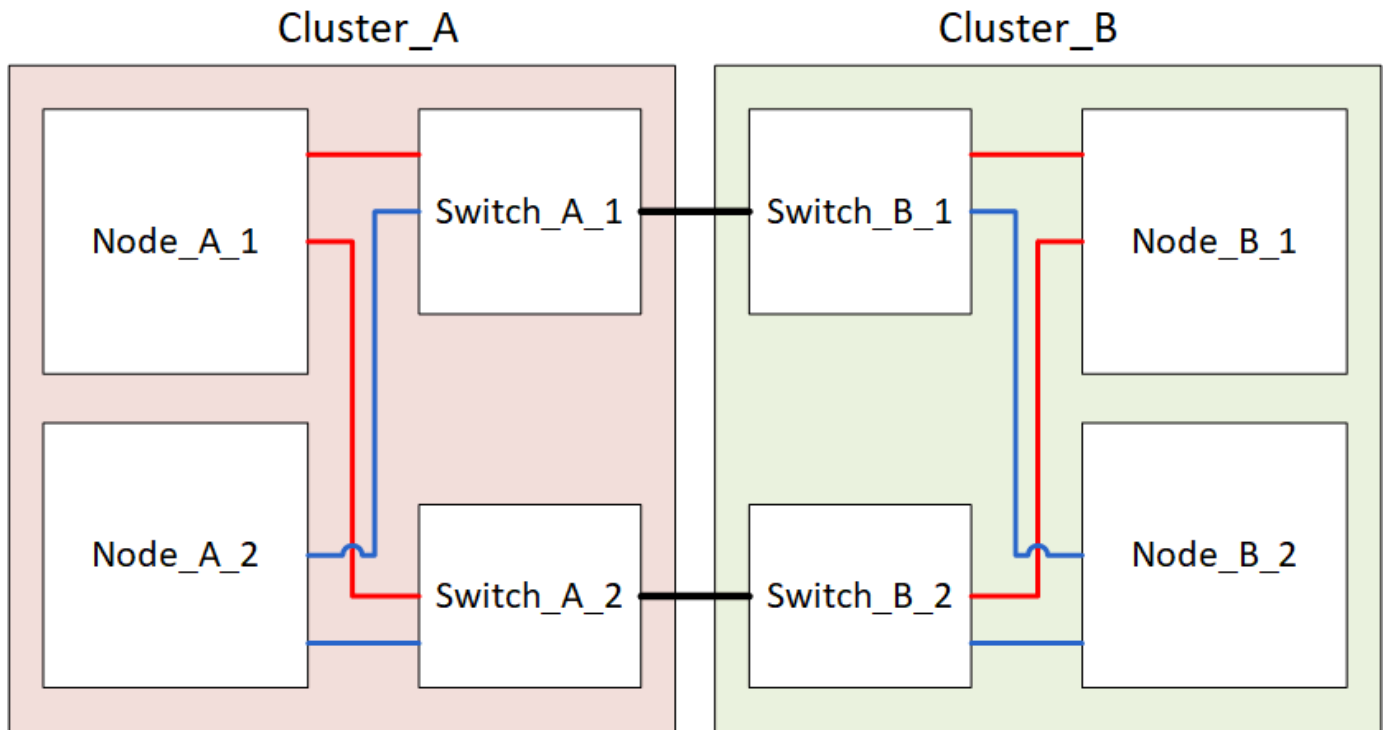 Cluster_A
Cluster_B
Node_A_1
Switch_A_1
Switch_B_1
Node_B_1
Node_A_2
Switch_A_2
Switch_B_2
Node_B_2